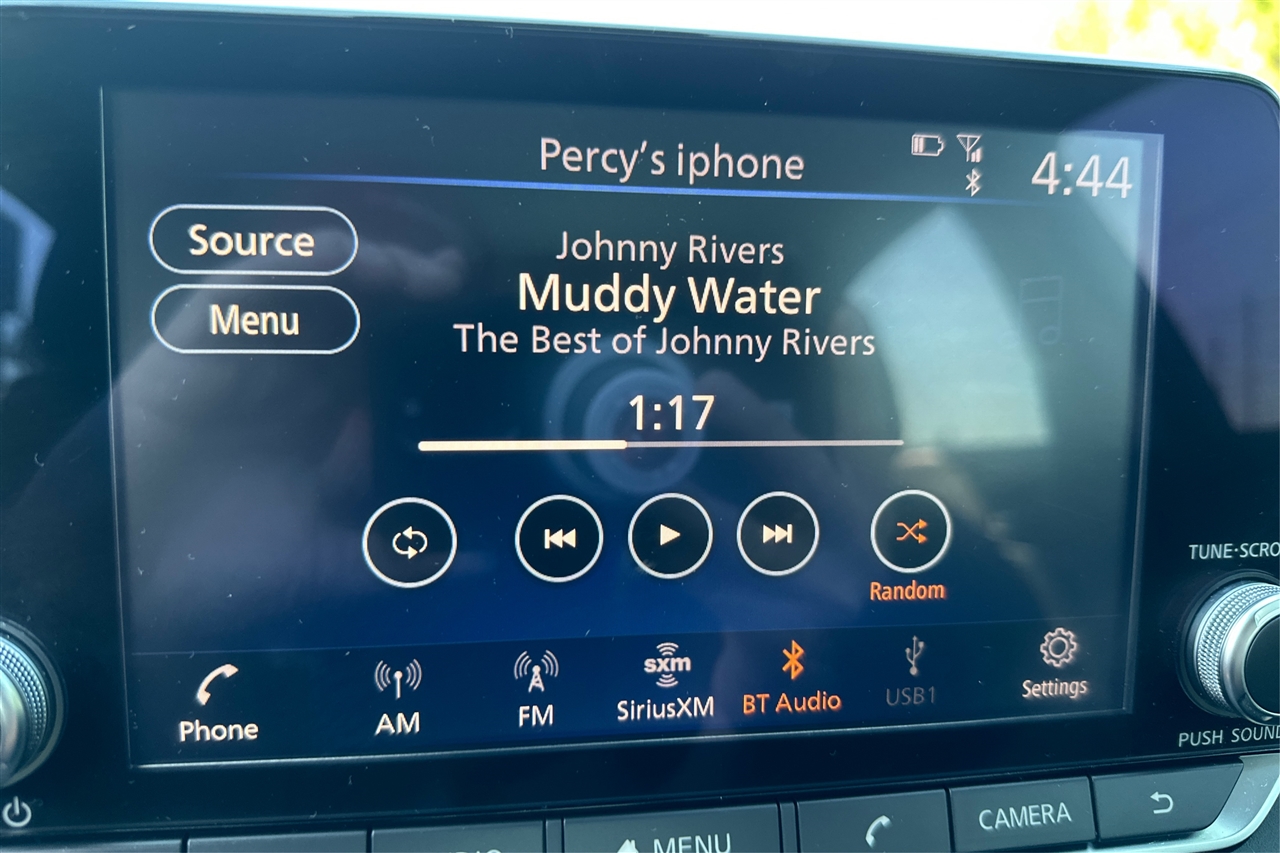 Percy's iphone
4:44
Source
Menu
Johnny Rivers
Muddy Water
The Best of Johnny Rivers
1:17
Random
Phone
AM
FM
sxm
SiriusXM
BT Audio
USB1
Settings
TUNE·SCRO
PUSH SOUND
MENU
CAMERA